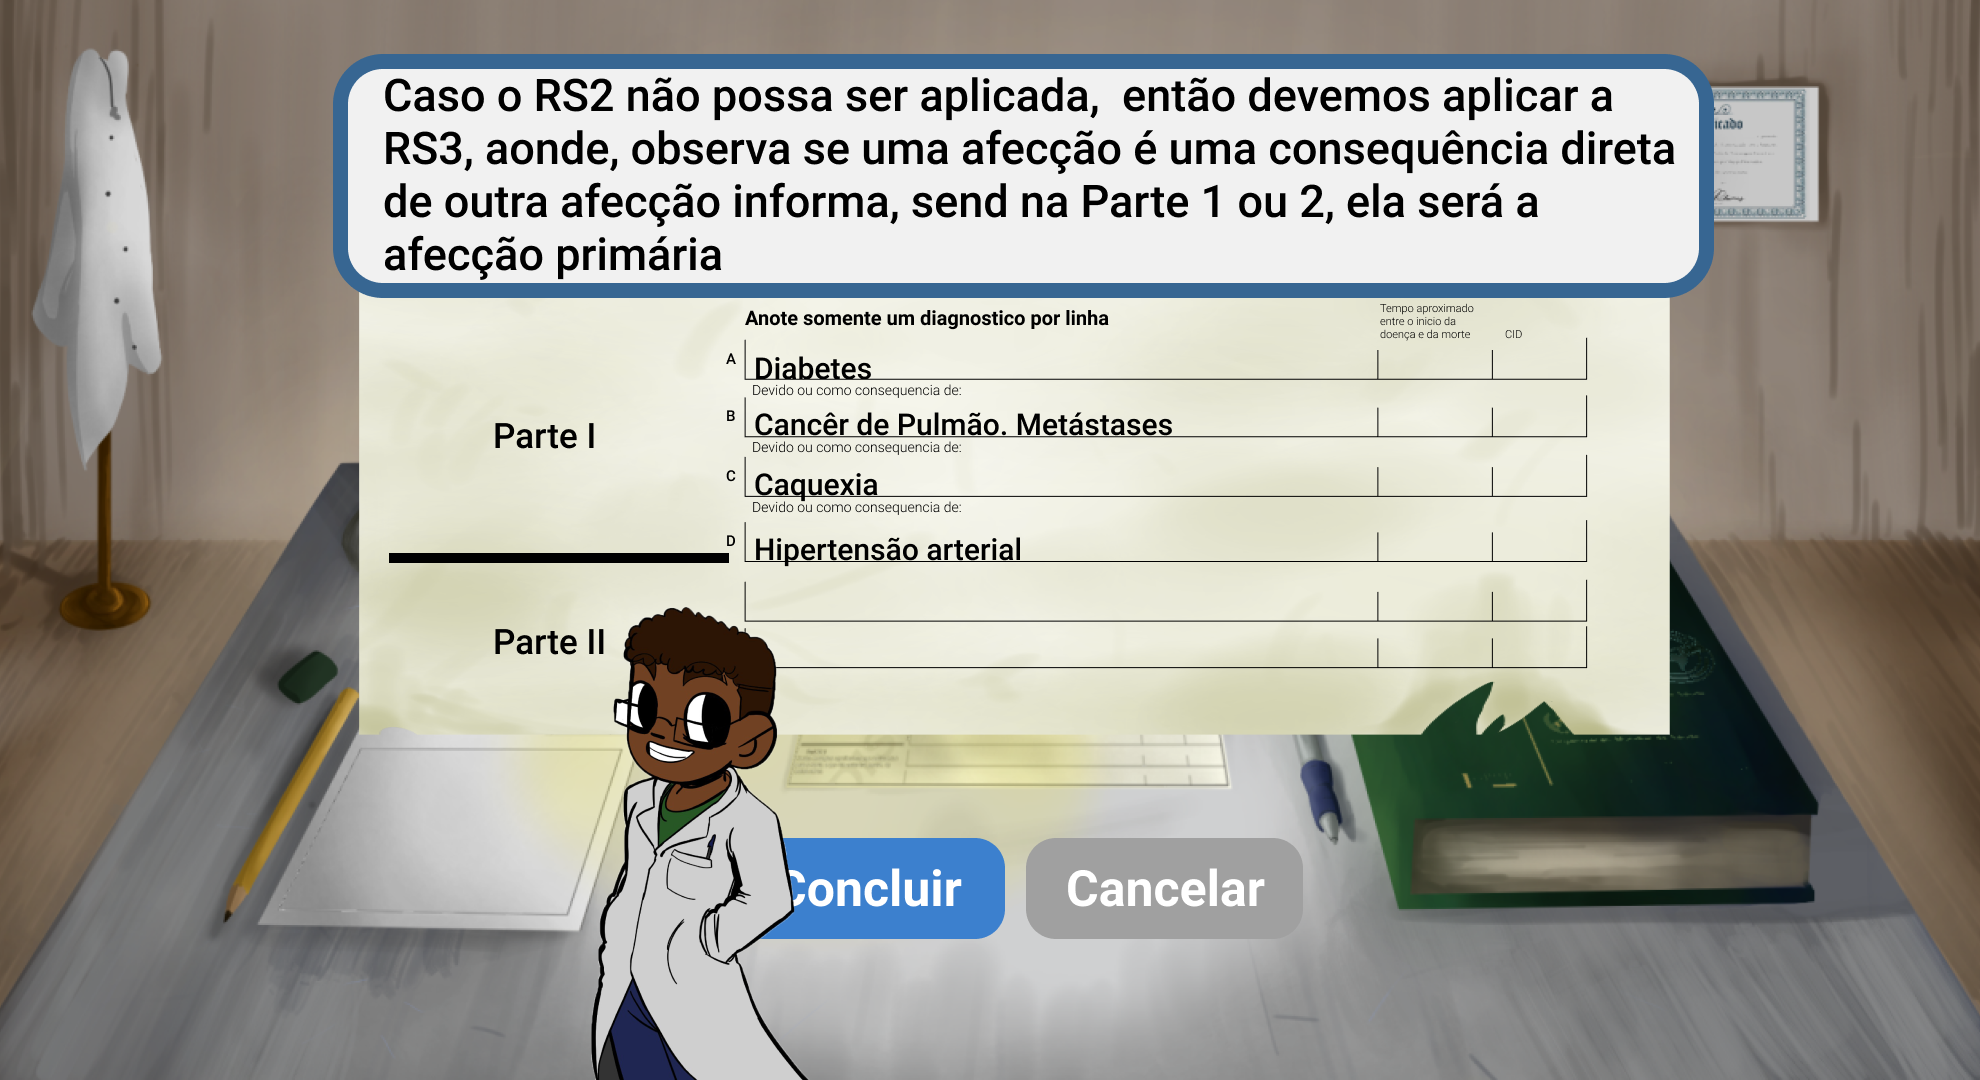 Caso o RS2 não possa ser aplicada, então devemos aplicar a
RS3, aonde, observa se uma afecção é uma consequência direta
de outra afecção informa, send na Parte 1 ou 2, ela será a
afecção primária
icado
Anote somente um diagnostico por linha
Tempo aproximado
entre o inicio da
doença e da morte
CID
A
Diabetes
Devido ou como consequencia de:
Parte I
B
Cancêr de Pulmão. Metástases
Devido ou como consequencia de:
C
Caquexia
Devido ou como consequencia de:
D
Hipertensão arterial
Parte II
Concluir
Cancelar